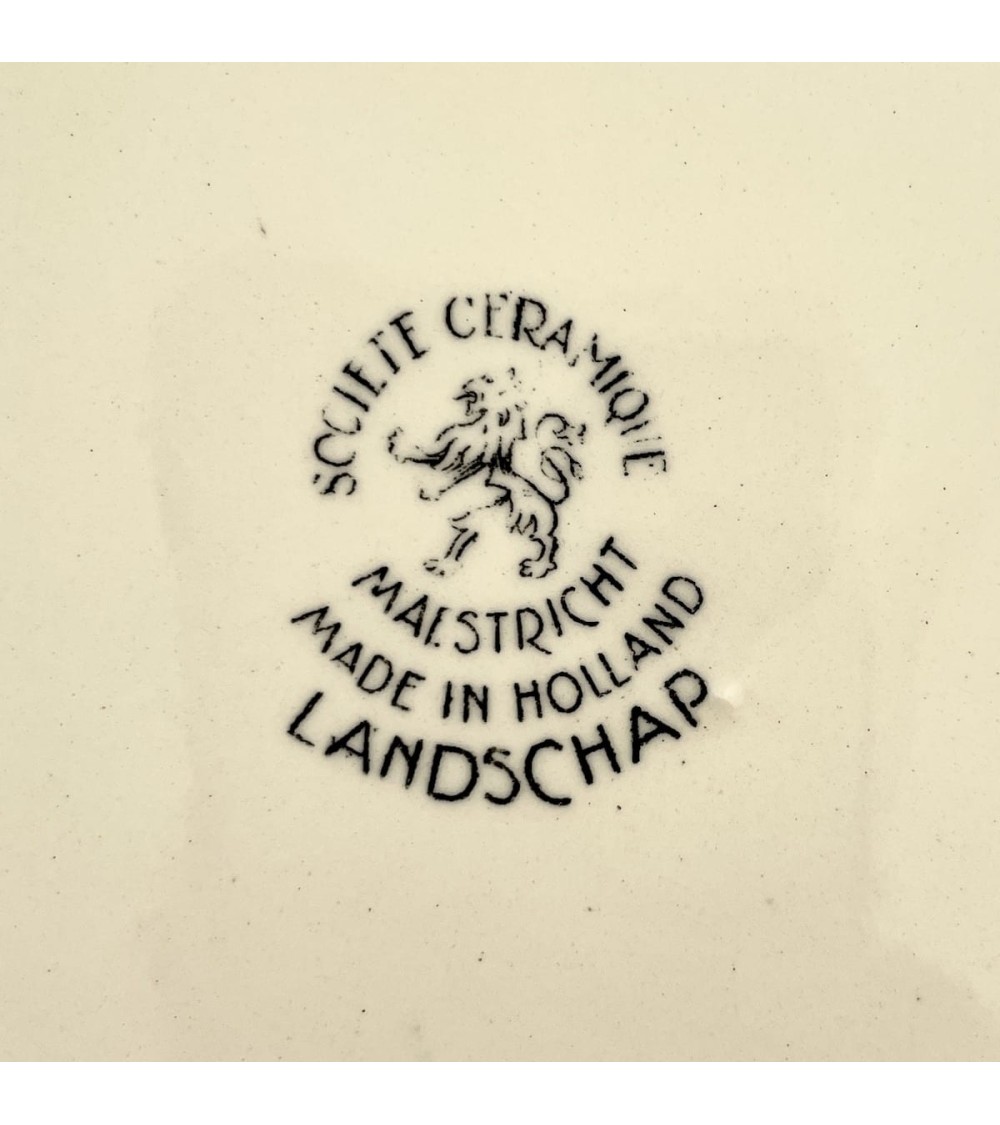 SOCIETE CERAMIQUE
MAESTRICHT
MADE IN HOLLAND
LANDSCHAP